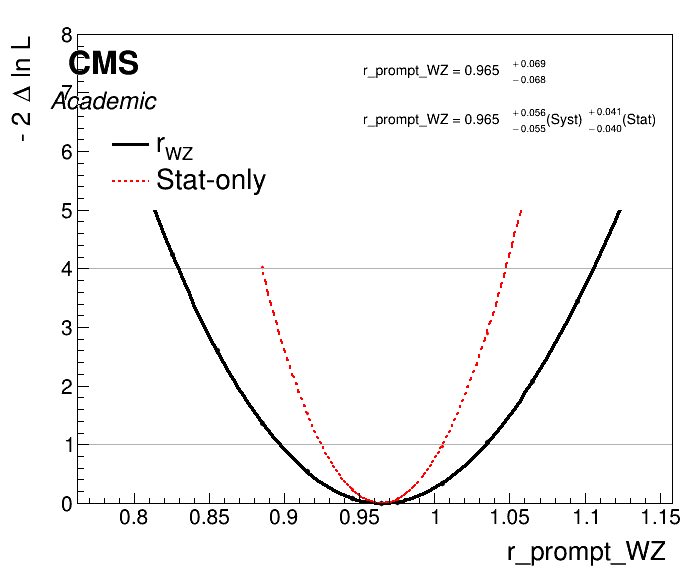 - 2 Δ ln L
8
7
6
5
4
3
2
1
0
CMS
Academic
r_prompt_WZ = 0.965 +0.069 −0.068
r_prompt_WZ = 0.965 +0.056 −0.055 (Syst) +0.041 −0.040 (Stat)
rWZ
Stat-only
0.8 0.85 0.9 0.95 1 1.05 1.1 1.15
r_prompt_WZ